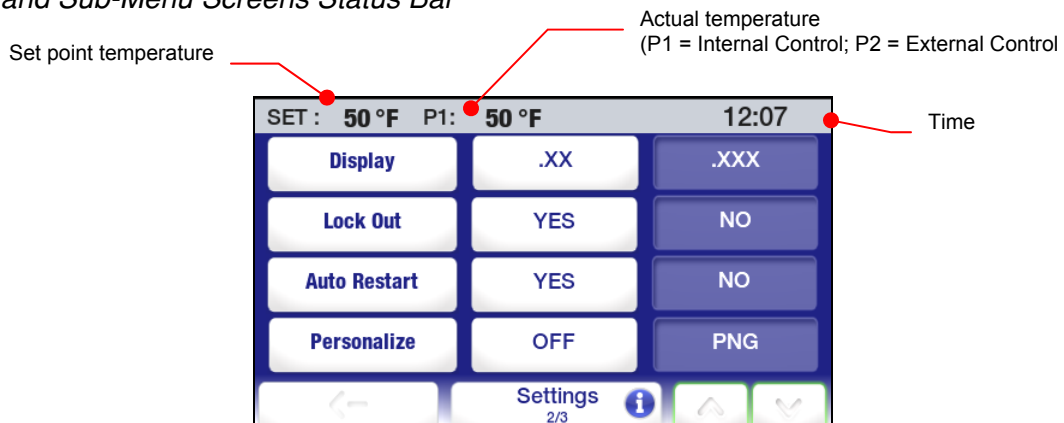 and Sub-Menu Screens Status Bar
Actual temperature
(P1 = Internal Control; P2 = External Control
Set point temperature
SET : 50 °F P1: 50 °F 12:07
Time
Display .XX .XXX
Lock Out YES NO
Auto Restart YES NO
Personalize OFF PNG
Settings
2/3